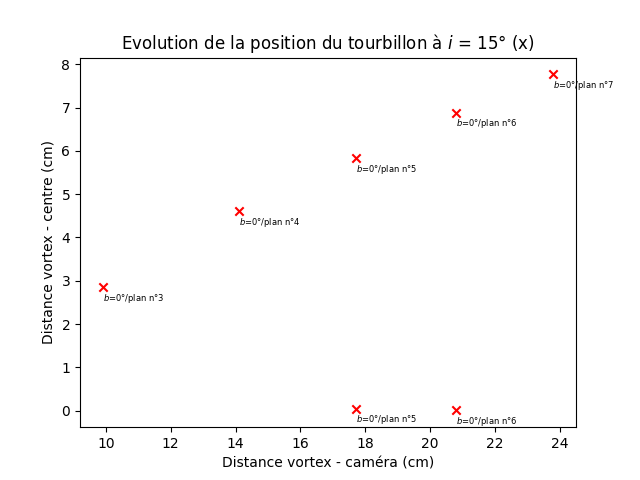 Evolution de la position du tourbillon à i = 15° (x)
8
7
6
5
4
3
2
1
0
Distance vortex - centre (cm)
b=0°/plan n°7
b=0°/plan n°6
b=0°/plan n°5
b=0°/plan n°4
b=0°/plan n°3
b=0°/plan n°5
b=0°/plan n°6
10 12 14 16 18 20 22 24
Distance vortex - caméra (cm)